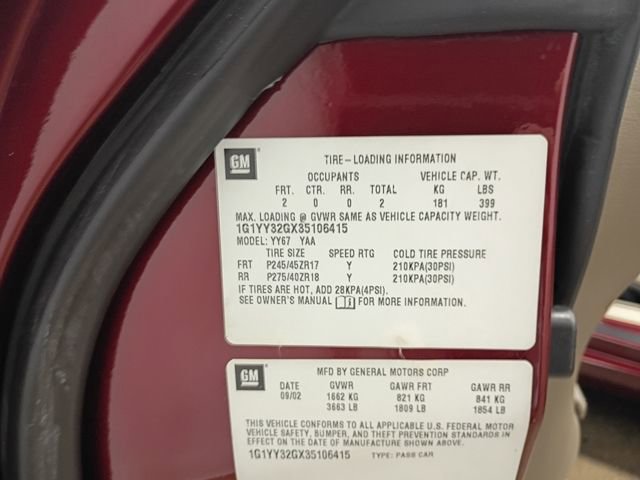 GM
TIRE-LOADING INFORMATION
OCCUPANTS VEHICLE CAP. WT.
FRT. CTR. RR. TOTAL KG LBS
2 0 0 2 181 399
MAX. LOADING @ GVWR SAME AS VEHICLE CAPACITY WEIGHT.
1G1YY32GX35106415
MODEL: YY67 YAA
TIRE SIZE SPEED RTG COLD TIRE PRESSURE
FRT P245/45ZR17 Y 210KPA(30PSI)
RR P275/40ZR18 Y 210KPA(30PSI)
IF TIRES ARE HOT, ADD 28KPA(4PSI).
SEE OWNER'S MANUAL FOR MORE INFORMATION.
GM
MFD BY GENERAL MOTORS CORP
DATE GVWR GAWR FRT GAWR RR
09/02 1662 KG 821 KG 841 KG
3663 LB 1809 LB 1854 LB
THIS VEHICLE CONFORMS TO ALL APPLICABLE U.S. FEDERAL MOTOR
VEHICLE SAFETY, BUMPER, AND THEFT PREVENTION STANDARDS IN
EFFECT ON THE DATE OF MANUFACTURE SHOWN ABOVE.
1G1YY32GX35106415 TYPE: PASS CAR